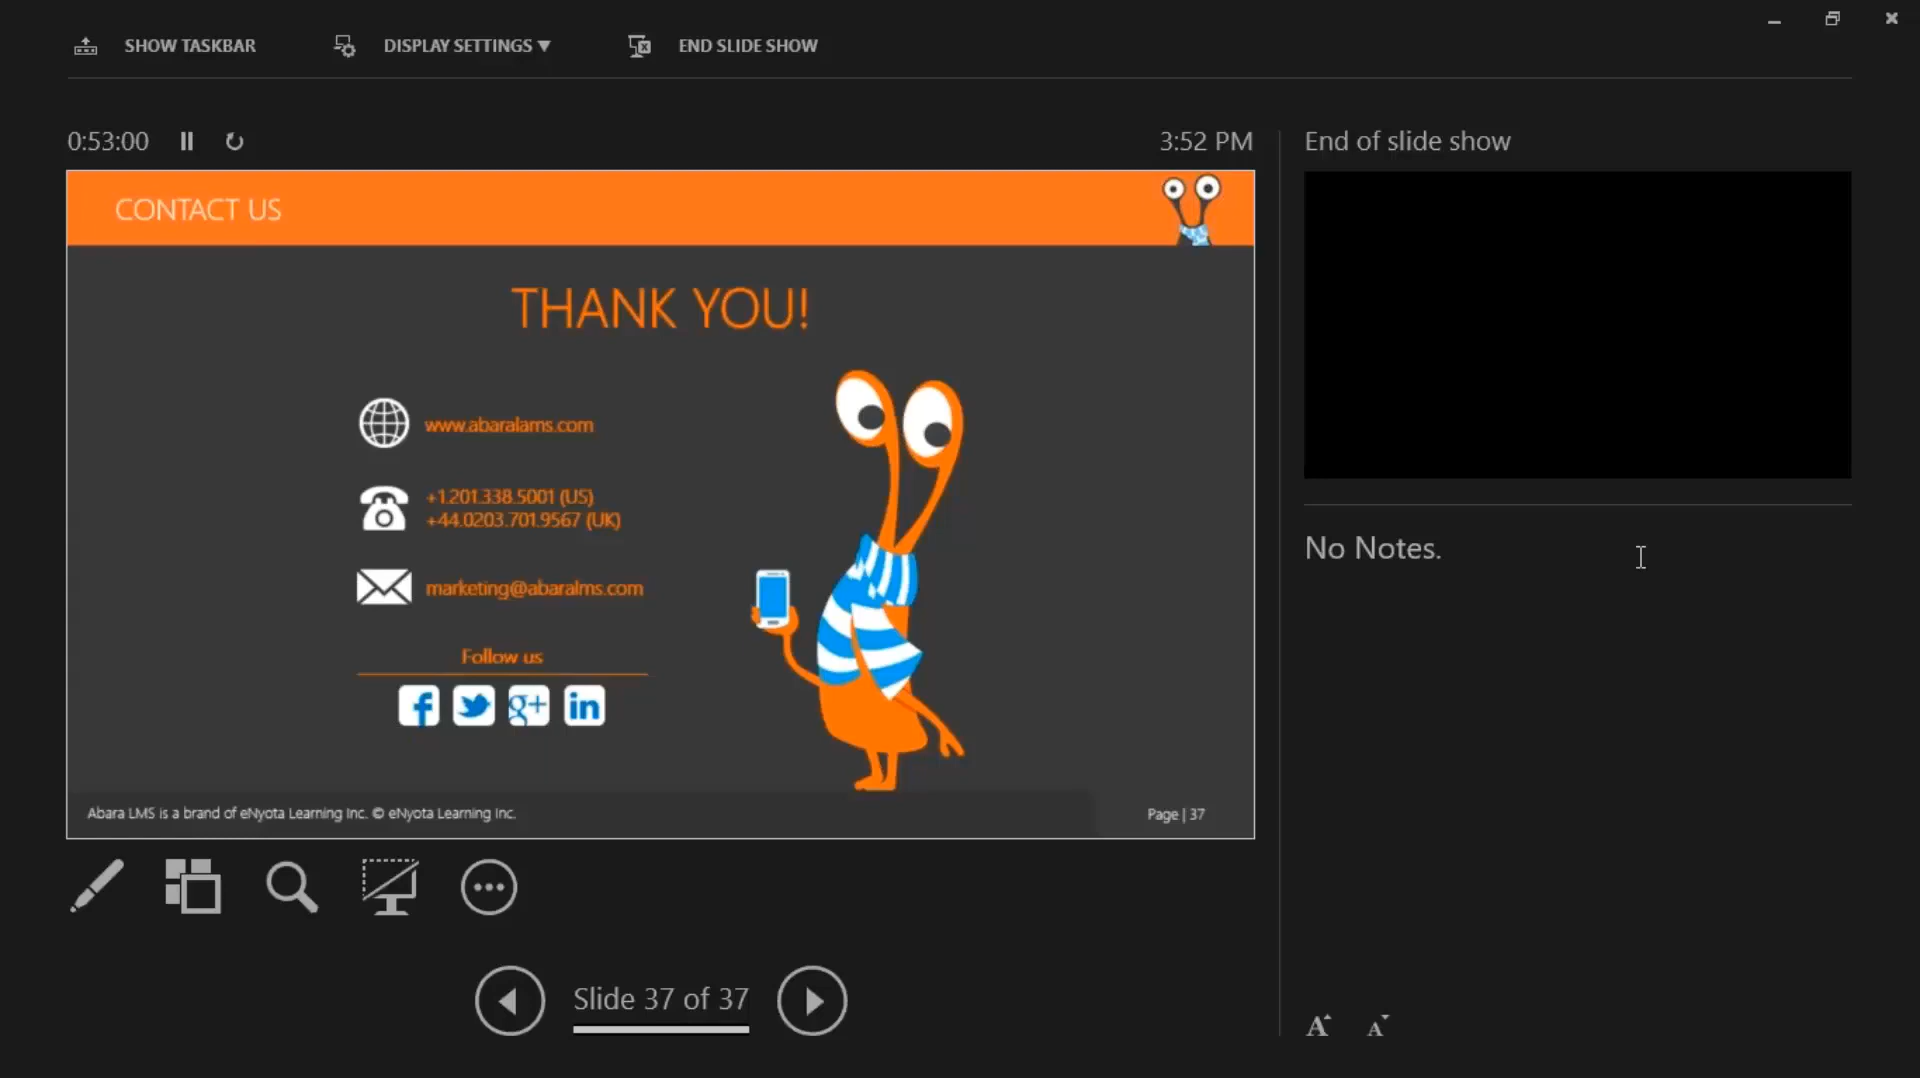 SHOW TASKBAR
DISPLAY SETTINGS ▼
END SLIDE SHOW
0:53:00
3:52 PM
End of slide show
CONTACT US
THANK YOU!
www.abaralams.com
+1.201.338.5001 (US)
+44.0203.701.9567 (UK)
marketing@abaralms.com
Follow us
f
g+
in
Abara LMS is a brand of eNyota Learning Inc. © eNyota Learning Inc.
Page | 37
No Notes.
Slide 37 of 37
A
A